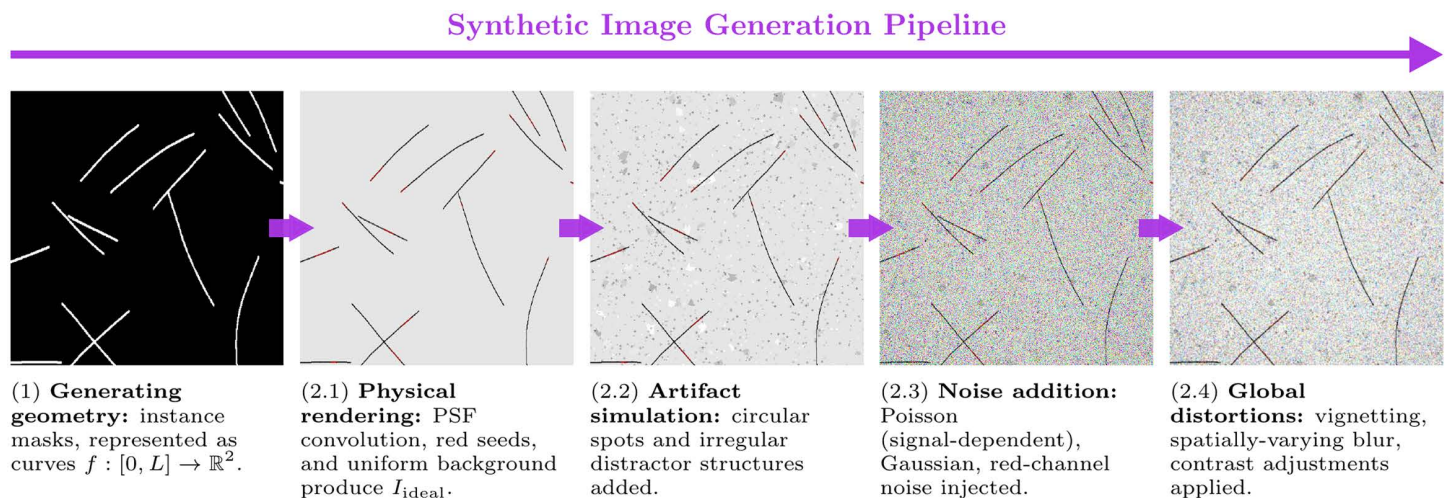 Synthetic Image Generation Pipeline
(1) Generating
geometry: instance
masks, represented as
curves f : [0, L] → ℝ².
(2.1) Physical
rendering: PSF
convolution, red seeds,
and uniform background
produce I_ideal.
(2.2) Artifact
simulation: circular
spots and irregular
distractor structures
added.
(2.3) Noise addition:
Poisson
(signal-dependent),
Gaussian, red-channel
noise injected.
(2.4) Global
distortions: vignetting,
spatially-varying blur,
contrast adjustments
applied.